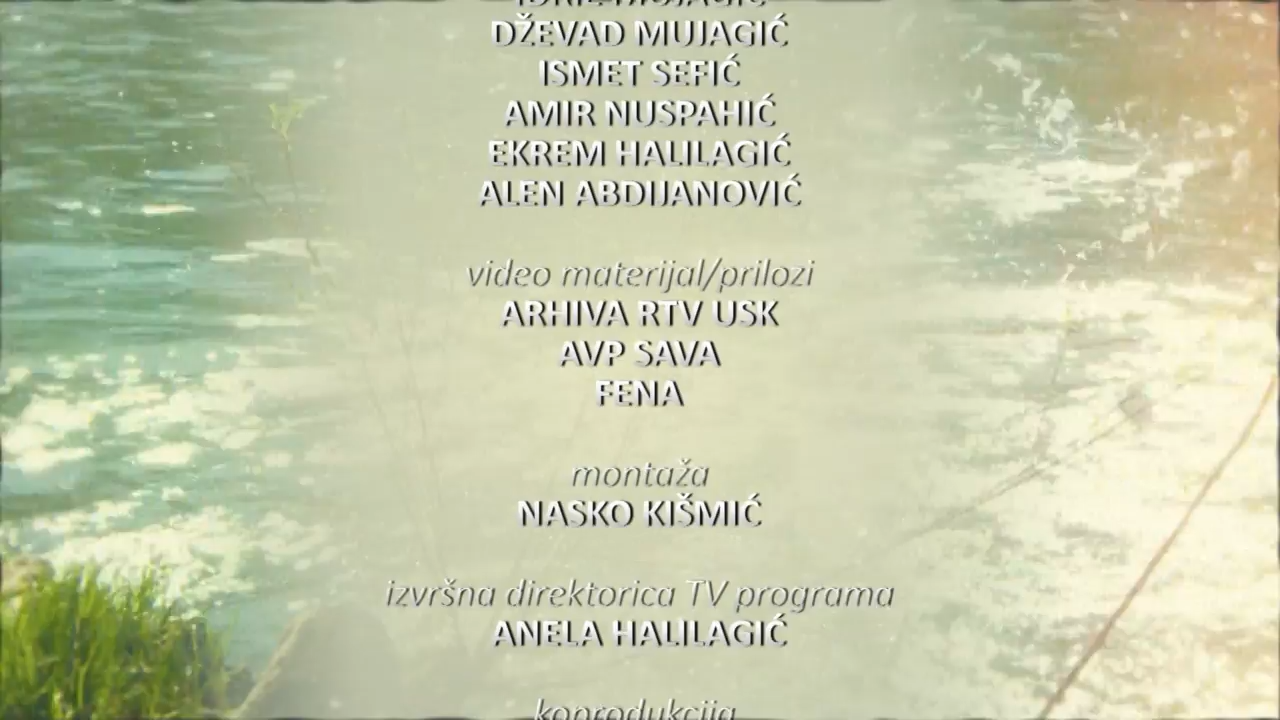 DŽEVAD MUJAGIĆ
ISMET SEFIĆ
AMIR NUSPAHIĆ
EKREM HALILAGIĆ
ALEN ABDIJANOVIĆ
video materijal/prilozi
ARHIVA RTV USK
AVP SAVA
FENA
montaža
NASKO KIŠMIĆ
izvršna direktorica TV programa
ANELA HALILAGIĆ
koprodukcija